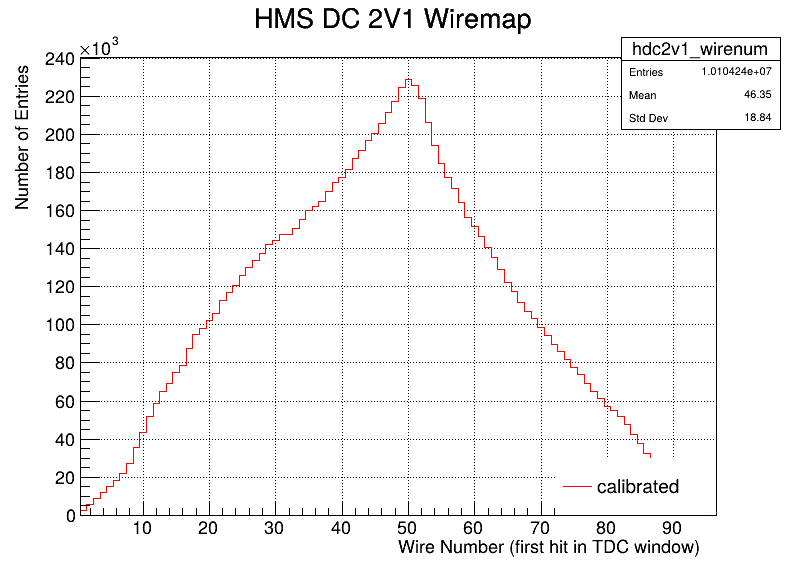 HMS DC 2V1 Wiremap
×10³
hdc2v1_wirenum
Entries 1.010424e+07
Mean 46.35
Std Dev 18.84
Number of Entries
240
220
200
180
160
140
120
100
80
60
40
20
0
calibrated
10 20 30 40 50 60 70 80 90
Wire Number (first hit in TDC window)